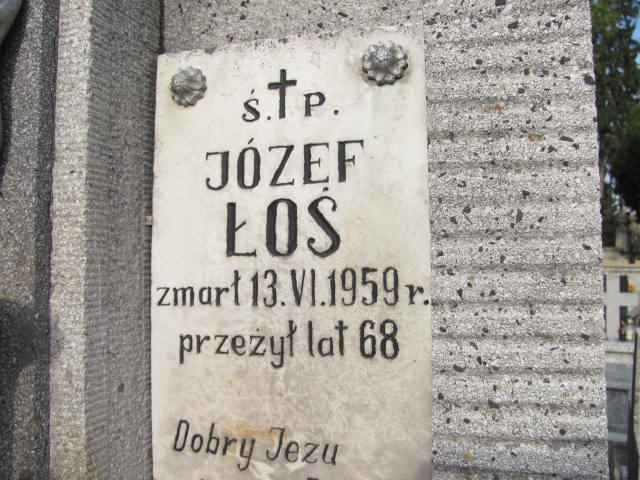 ś.†p.
JÓZEF
ŁOŚ
zmarł 13.VI.1959 r.
przeżył lat 68
Dobry Jezu